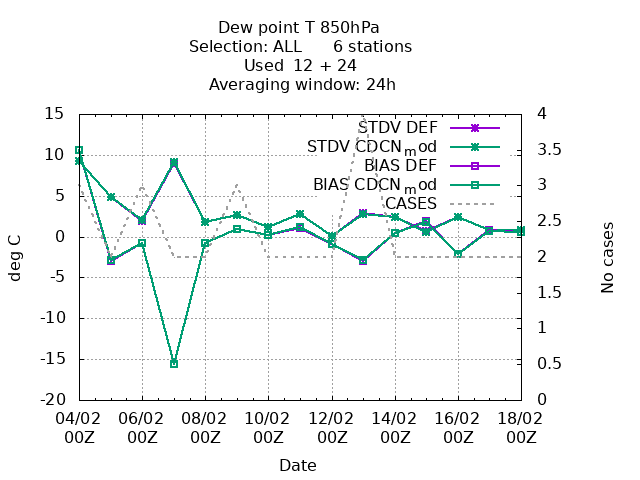 Dew point T 850hPa
Selection: ALL      6 stations
Used  12 + 24
Averaging window: 24h
STDV DEF
STDV CDCN_mod
BIAS DEF
BIAS CDCN_mod
CASES
15
10
5
0
-5
-10
-15
-20
deg C
4
3.5
3
2.5
2
1.5
1
0.5
0
No cases
04/02 06/02 08/02 10/02 12/02 14/02 16/02 18/02
00Z 00Z 00Z 00Z 00Z 00Z 00Z 00Z
Date